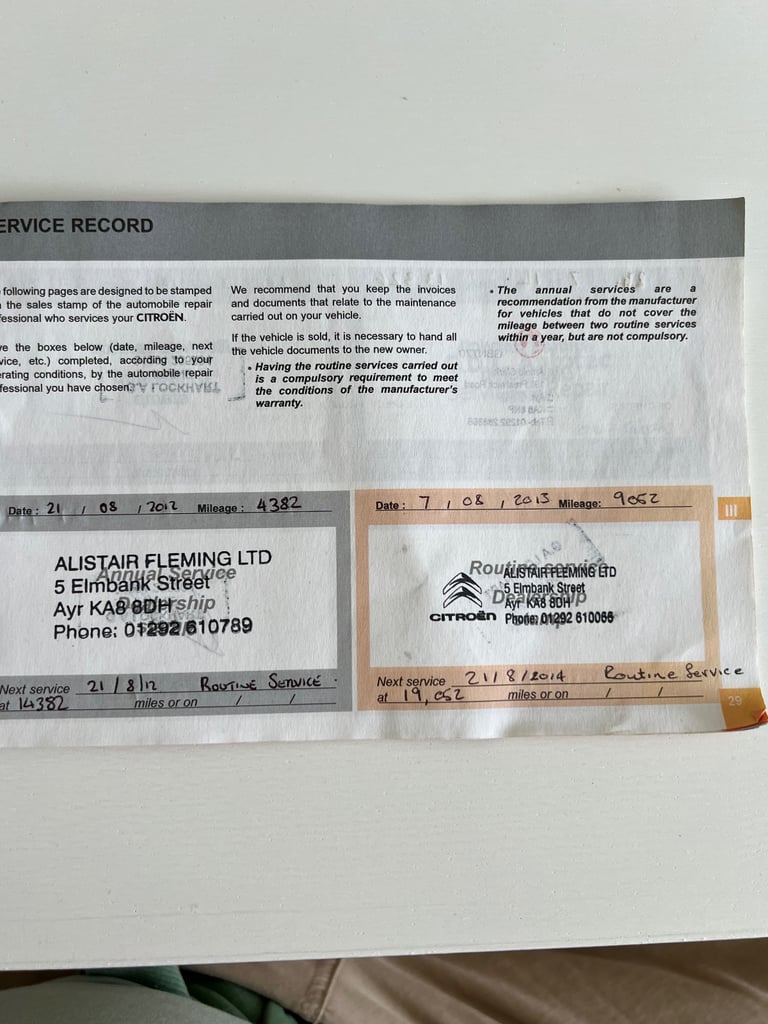 ERVICE RECORD
following pages are designed to be stamped
the sales stamp of the automobile repair
fessional who services your CITROËN.
ve the boxes below (date, mileage, next
vice, etc.) completed, according to your
erating conditions, by the automobile repair
fessional you have chosen.
We recommend that you keep the invoices
and documents that relate to the maintenance
carried out on your vehicle.
If the vehicle is sold, it is necessary to hand all
the vehicle documents to the new owner.
• Having the routine services carried out
is a compulsory requirement to meet
the conditions of the manufacturer's
warranty.
• The annual services are a
recommendation from the manufacturer
for vehicles that do not cover the
mileage between two routine services
within a year, but are not compulsory.
Date : 21 / 08 / 2012 Mileage : 4382
Annual Service
Dealership
ALISTAIR FLEMING LTD
5 Elmbank Street
Ayr KA8 8DH
Phone: 01292 610789
Next service 21/8/12 ROUTINE SERVICE.
at 14382 miles or on / /
Date : 7 / 08 / 2013 Mileage: 9052
Routine service
Dealership
CITROËN
ALISTAIR FLEMING LTD
5 Elmbank Street
Ayr KA8 8DH
Phone: 01292 610066
Next service 21/8/2014 Routine Service
at 19,052 miles or on / /
III
29